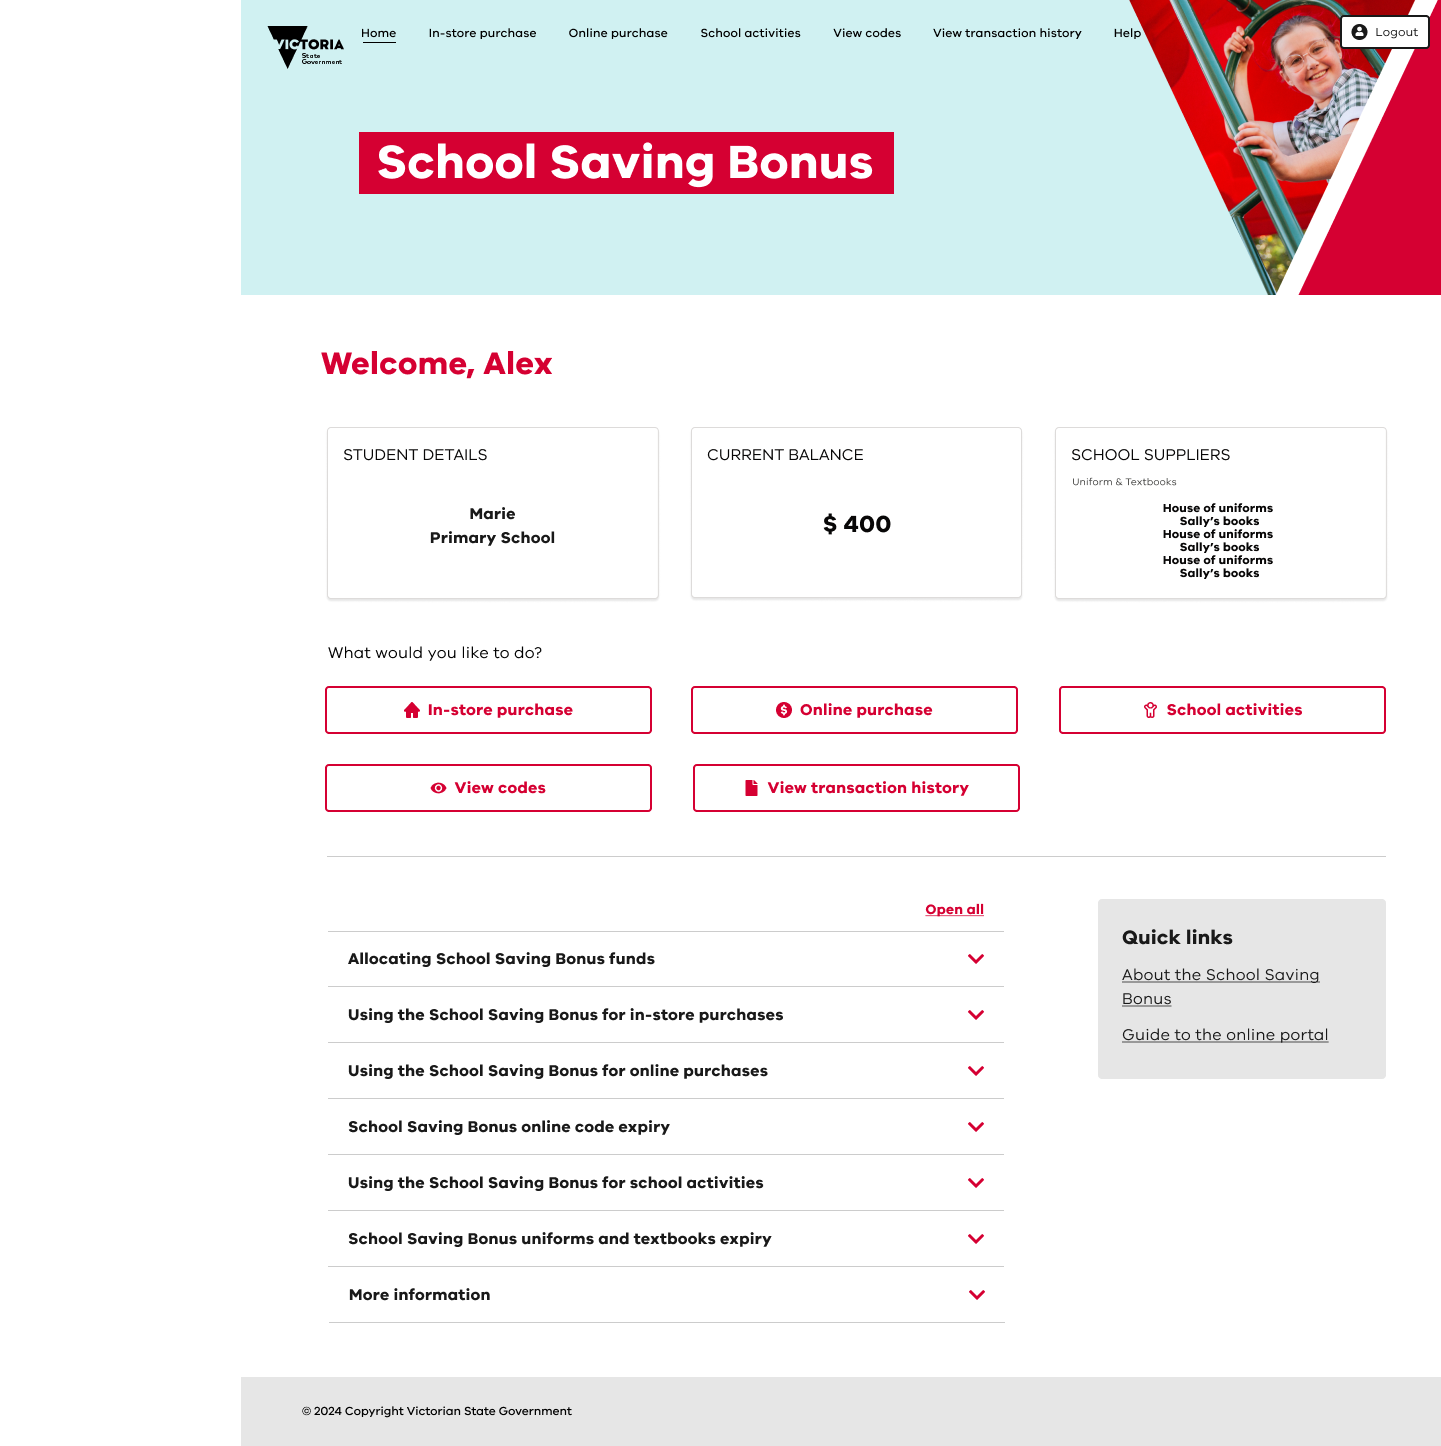 VICTORIA
State
Government
Home
In-store purchase
Online purchase
School activities
View codes
View transaction history
Help
Logout
School Saving Bonus
Welcome, Alex
STUDENT DETAILS
Marie
Primary School
CURRENT BALANCE
$ 400
SCHOOL SUPPLIERS
Uniform & Textbooks
House of uniforms
Sally’s books
House of uniforms
Sally’s books
House of uniforms
Sally’s books
What would you like to do?
In-store purchase
Online purchase
School activities
View codes
View transaction history
Open all
Allocating School Saving Bonus funds
Using the School Saving Bonus for in-store purchases
Using the School Saving Bonus for online purchases
School Saving Bonus online code expiry
Using the School Saving Bonus for school activities
School Saving Bonus uniforms and textbooks expiry
More information
Quick links
About the School Saving
Bonus
Guide to the online portal
© 2024 Copyright Victorian State Government